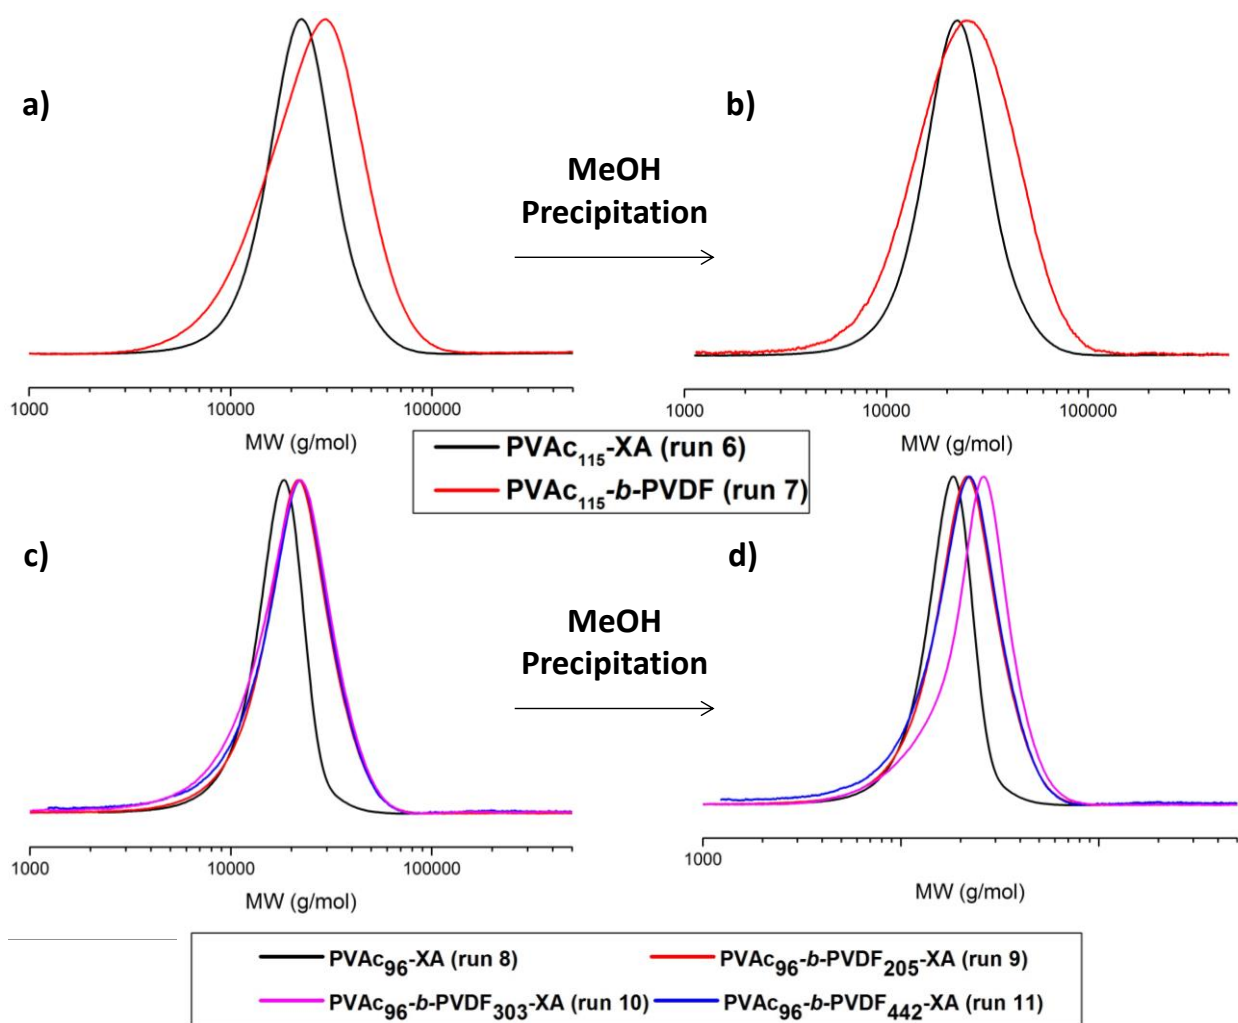 a)
b)
MeOH
Precipitation
1000
10000
100000
MW (g/mol)
1000
10000
100000
MW (g/mol)
PVAc115-XA (run 6)
PVAc115-b-PVDF (run 7)
c)
d)
MeOH
Precipitation
1000
10000
100000
MW (g/mol)
1000
MW (g/mol)
PVAc96-XA (run 8)
PVAc96-b-PVDF205-XA (run 9)
PVAc96-b-PVDF303-XA (run 10)
PVAc96-b-PVDF442-XA (run 11)